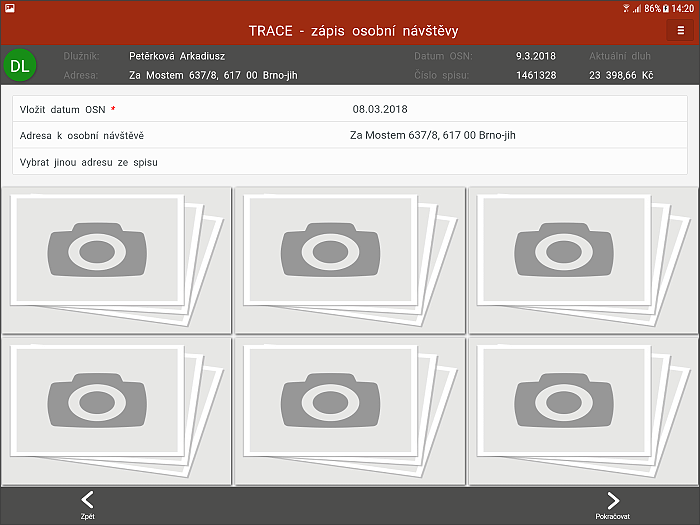 86% 14:20
TRACE - zápis osobní návštěvy
DL
Dlužník: Petěrková Arkadiusz Datum OSN: 9.3.2018 Aktuální dluh
Adresa: Za Mostem 637/8, 617 00 Brno-jih Číslo spisu: 1461328 23 398,66 Kč
Vložit datum OSN * 08.03.2018
Adresa k osobní návštěvě Za Mostem 637/8, 617 00 Brno-jih
Vybrat jinou adresu ze spisu
Zpět Pokračovat